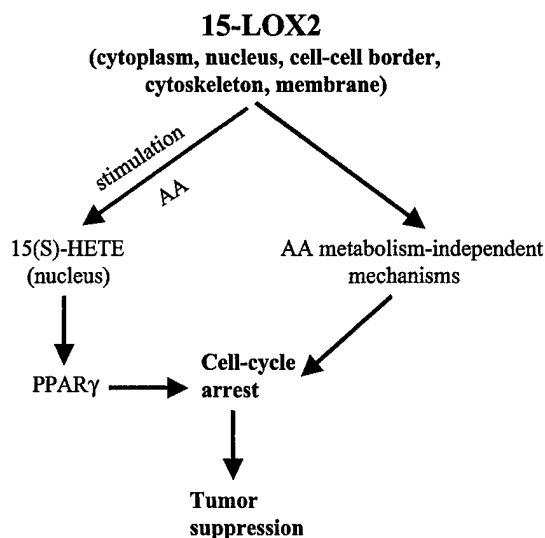 15-LOX2
(cytoplasm, nucleus, cell-cell border,
cytoskeleton, membrane)
stimulation
AA
15(S)-HETE
(nucleus)
AA metabolism-independent
mechanisms
PPARγ
Cell-cycle
arrest
Tumor
suppression